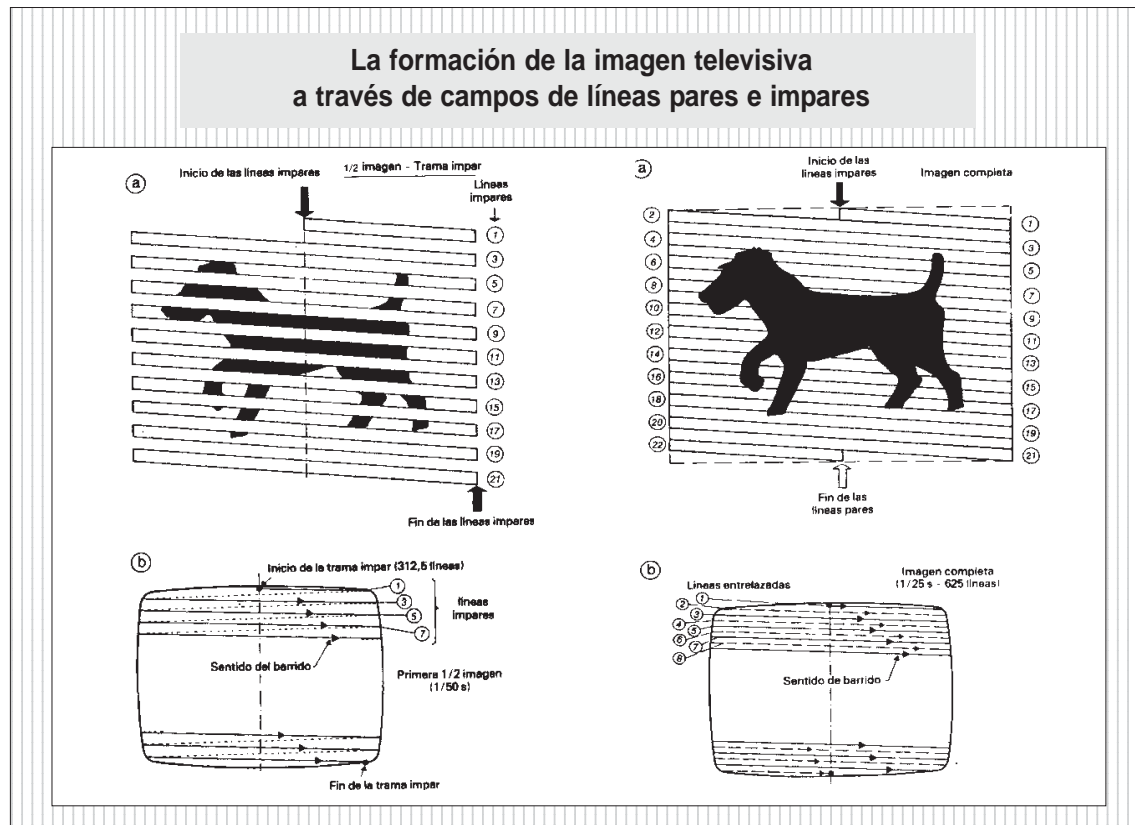 La formación de la imagen televisiva
a través de campos de líneas pares e impares
a
Inicio de las líneas impares
1/2 imagen - Trama impar
Líneas
impares
1
3
5
7
9
11
13
15
17
19
21
Fin de las líneas impares
a
Inicio de las
líneas impares
Imagen completa
2
4
6
8
10
12
14
16
18
20
22
1
3
5
7
9
11
13
15
17
19
21
Fin de las
líneas pares
b
Inicio de la trama impar (312,5 líneas)
1
3
5
7
líneas
impares
Sentido del barrido
Primera 1/2 imagen
(1/50 s)
Fin de la trama impar
b
Imagen completa
(1/25 s - 625 líneas)
Líneas entrelazadas
1
2
3
4
5
6
7
8
Sentido de barrido